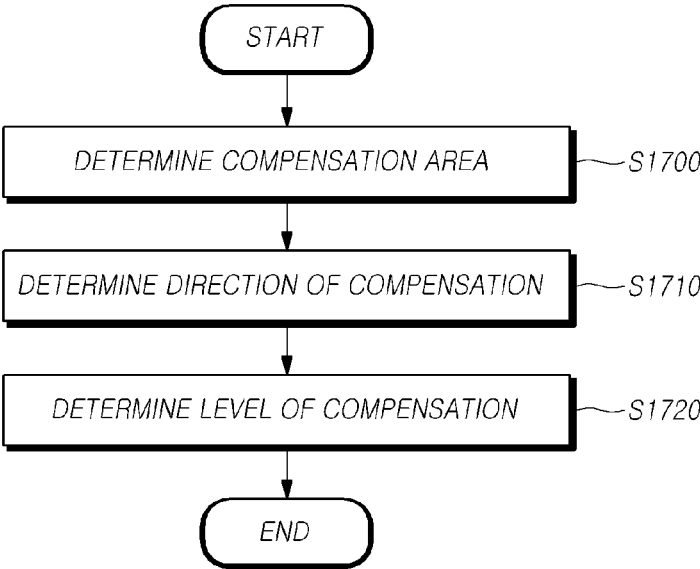 START
DETERMINE COMPENSATION AREA
S1700
DETERMINE DIRECTION OF COMPENSATION
S1710
DETERMINE LEVEL OF COMPENSATION
S1720
END